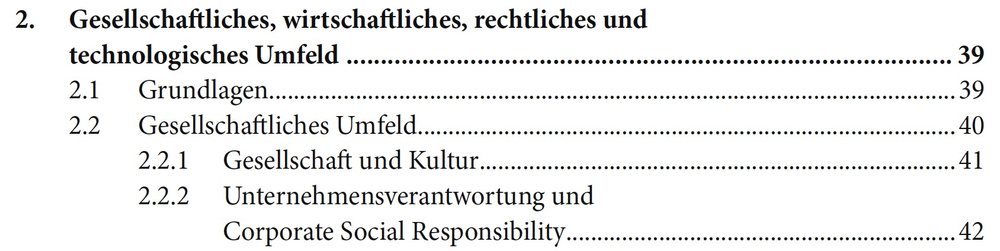 2. Gesellschaftliches, wirtschaftliches, rechtliches und
technologisches Umfeld ........................................................................................ 39
2.1 Grundlagen.................................................................................................... 39
2.2 Gesellschaftliches Umfeld.............................................................................. 40
2.2.1 Gesellschaft und Kultur..................................................................... 41
2.2.2 Unternehmensverantwortung und
Corporate Social Responsibility........................................................ 42